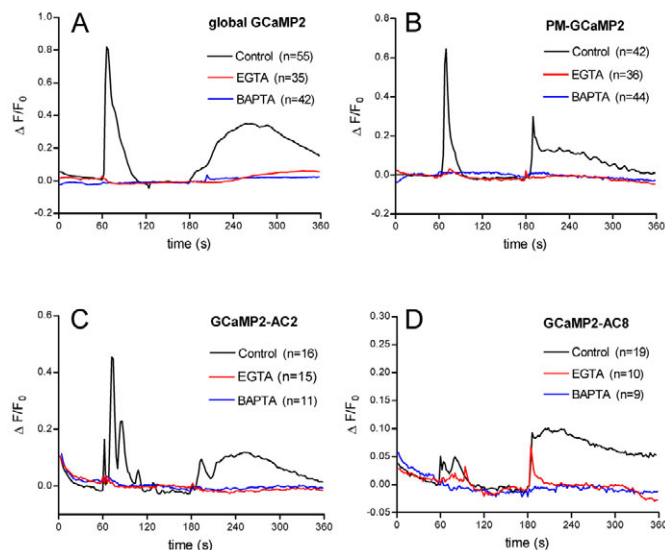 A
global GCaMP2
Control (n=55)
EGTA (n=35)
BAPTA (n=42)
Δ F/F0
0.8
0.6
0.4
0.2
0.0
-0.2
0 60 120 180 240 300 360
time (s)
B
PM-GCaMP2
Control (n=42)
EGTA (n=36)
BAPTA (n=44)
Δ F/F0
0.8
0.6
0.4
0.2
0.0
-0.2
0 60 120 180 240 300 360
time (s)
C
GCaMP2-AC2
Control (n=16)
EGTA (n=15)
BAPTA (n=11)
Δ F/F0
0.6
0.4
0.2
0.0
0 60 120 180 240 300 360
time (s)
D
GCaMP2-AC8
Control (n=19)
EGTA (n=10)
BAPTA (n=9)
Δ F/F0
0.30
0.25
0.20
0.15
0.10
0.05
0.00
-0.05
0 60 120 180 240 300 360
time (s)